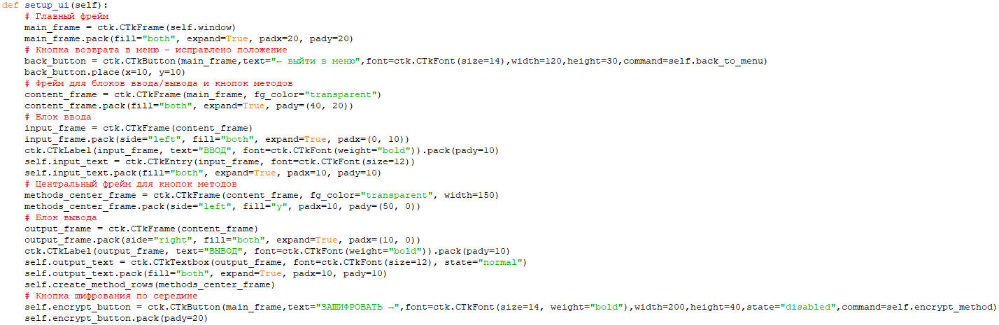 def setup_ui(self):
    # Главный фрейм
    main_frame = ctk.CTkFrame(self.window)
    main_frame.pack(fill="both", expand=True, padx=20, pady=20)
    # Кнопка возврата в меню - исправлено положение
    back_button = ctk.CTkButton(main_frame,text="← выйти в меню",font=ctk.CTkFont(size=14),width=120,height=30,command=self.back_to_menu)
    back_button.place(x=10, y=10)
    # Фрейм для блоков ввода/вывода и кнопок методов
    content_frame = ctk.CTkFrame(main_frame, fg_color="transparent")
    content_frame.pack(fill="both", expand=True, pady=(40, 20))
    # Блок ввода
    input_frame = ctk.CTkFrame(content_frame)
    input_frame.pack(side="left", fill="both", expand=True, padx=(0, 10))
    ctk.CTkLabel(input_frame, text="ВВОД", font=ctk.CTkFont(weight="bold")).pack(pady=10)
    self.input_text = ctk.CTkEntry(input_frame, font=ctk.CTkFont(size=12))
    self.input_text.pack(fill="both", expand=True, padx=10, pady=10)
    # Центральный фрейм для кнопок методов
    methods_center_frame = ctk.CTkFrame(content_frame, fg_color="transparent", width=150)
    methods_center_frame.pack(side="left", fill="y", padx=10, pady=(50, 0))
    # Блок вывода
    output_frame = ctk.CTkFrame(content_frame)
    output_frame.pack(side="right", fill="both", expand=True, padx=(10, 0))
    ctk.CTkLabel(output_frame, text="ВЫВОД", font=ctk.CTkFont(weight="bold")).pack(pady=10)
    self.output_text = ctk.CTkTextbox(output_frame, font=ctk.CTkFont(size=12), state="normal")
    self.output_text.pack(fill="both", expand=True, padx=10, pady=10)
    self.create_method_rows(methods_center_frame)
    # Кнопка шифрования по середине
    self.encrypt_button = ctk.CTkButton(main_frame,text="ЗАШИФРОВАТЬ →",font=ctk.CTkFont(size=14, weight="bold"),width=200,height=40,state="disabled",command=self.encrypt_method)
    self.encrypt_button.pack(pady=20)